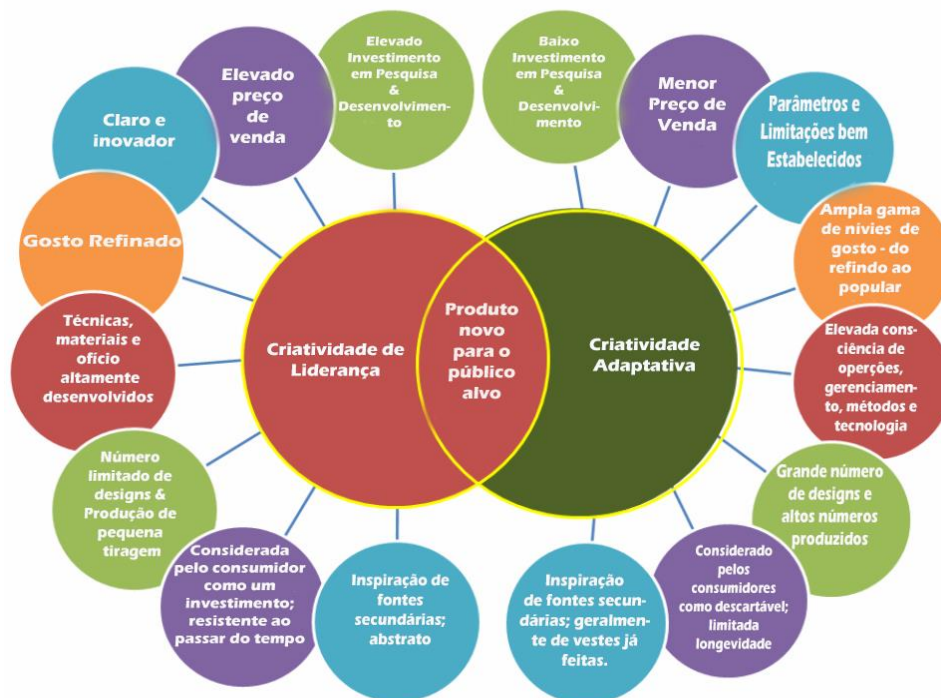 Elevado
Investimento
em Pesquisa
&
Desenvolvimen-
to
Elevado
preço
de
venda
Claro e
inovador
Gosto Refinado
Técnicas,
materiais e
ofício
altamente
desenvolvidos
Número
limitado de
designs &
Produção de
pequena
tiragem
Considerada
pelo consumidor
como um
investimento;
resistente ao
passar do tempo
Inspiração de
fontes
secundárias;
abstrato
Criatividade de
Liderança
Produto
novo
para o
público
alvo
Criatividade
Adaptativa
Baixo
Investimento
em Pesquisa
&
Desenvolvi-
mento
Menor
Preço de
Venda
Parâmetros e
Limitações bem
Estabelecidos
Ampla gama
de nívies de
gosto - do
refindo ao
popular
Elevada cons-
ciência de
operções,
gerenciamen-
to, métodos e
tecnologia
Grande número
de designs e
altos números
produzidos
Considerado
pelos
consumidores
como descartável;
limitada
longevidade
Inspiração
de fontes secun-
dárias; geralmen-
te de vestes já
feitas.